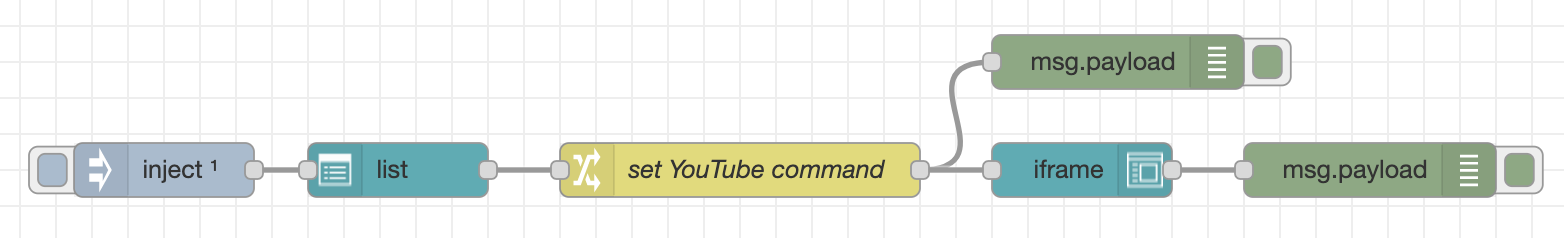 msg.payload
inject ¹
list
set YouTube command
iframe
msg.payload